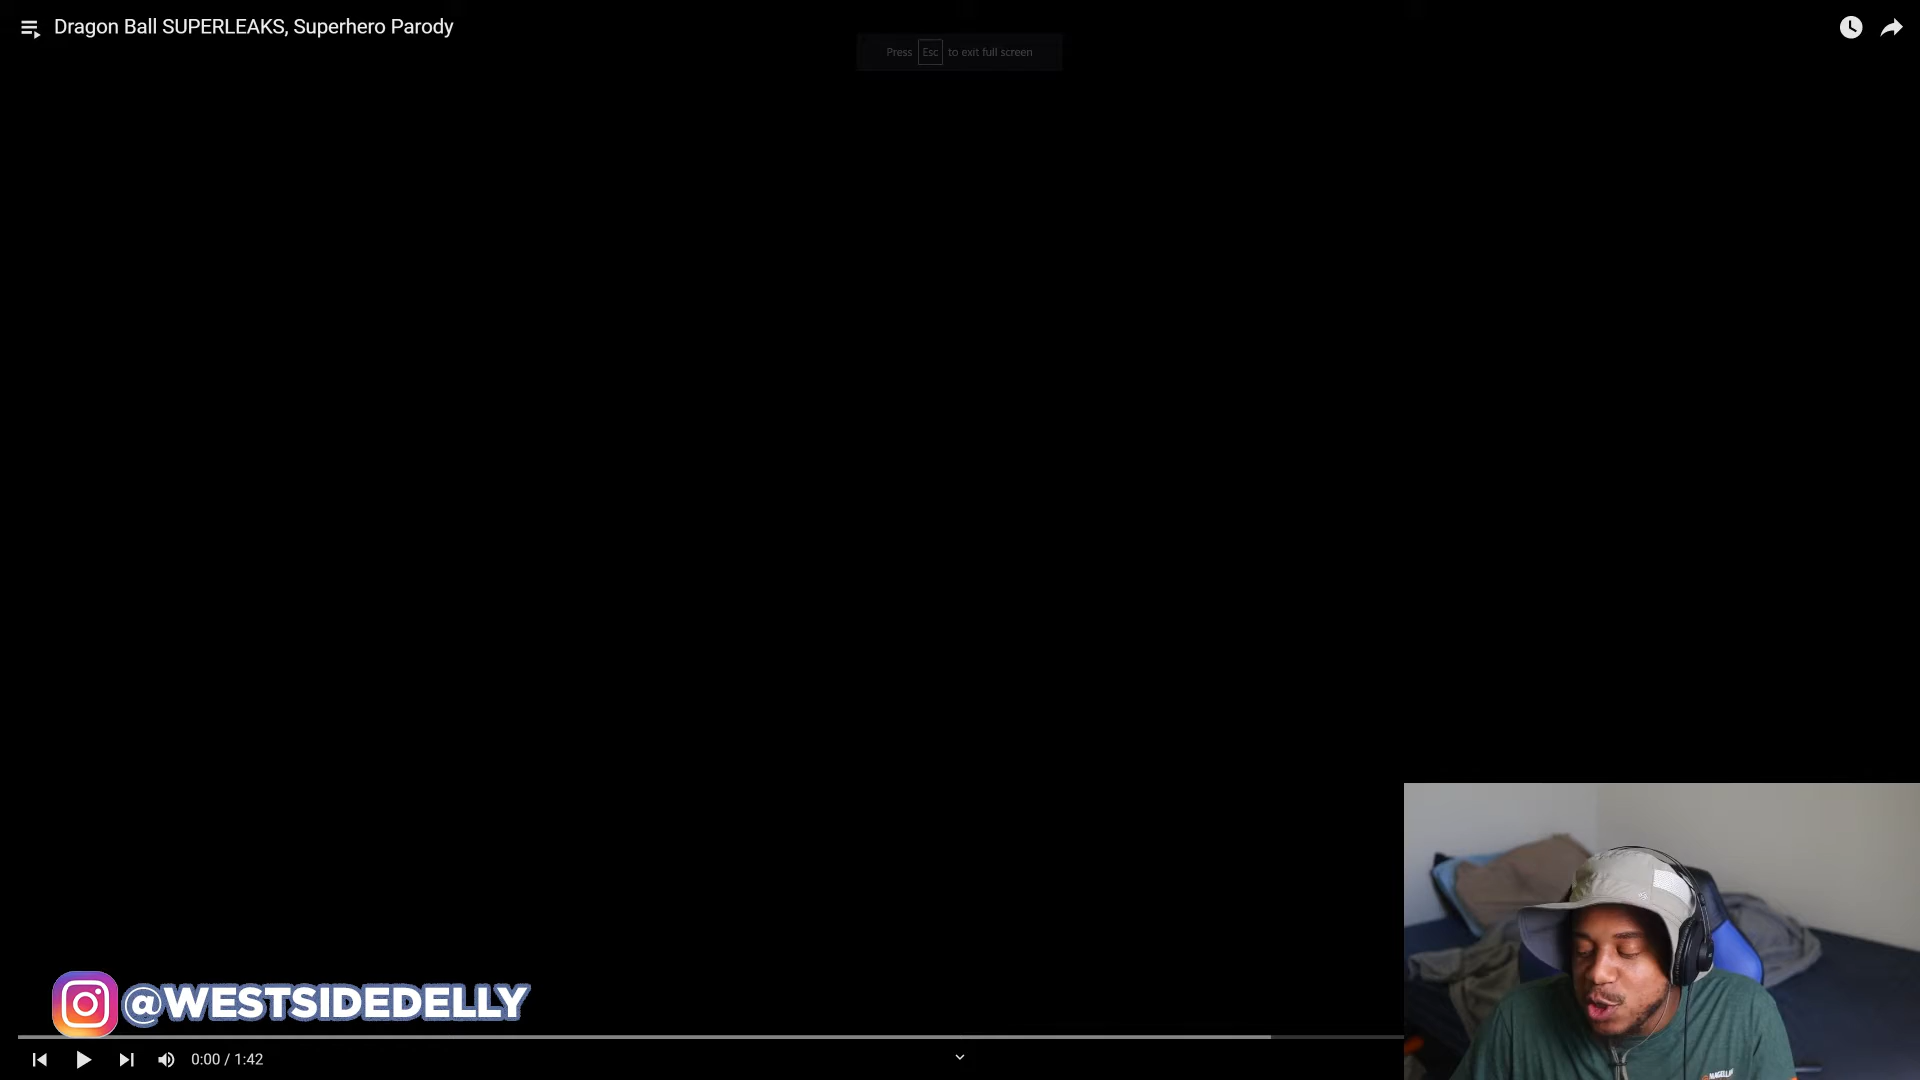 Dragon Ball SUPERLEAKS, Superhero Parody
Press Esc to exit full screen
@WESTSIDEDELLY
0:00 / 1:42